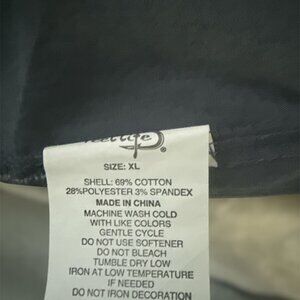 SIZE: XL
SHELL: 69% COTTON
28%POLYESTER 3% SPANDEX
MADE IN CHINA
MACHINE WASH COLD
WITH LIKE COLORS
GENTLE CYCLE
DO NOT USE SOFTENER
DO NOT BLEACH
TUMBLE DRY LOW
IRON AT LOW TEMPERATURE
IF NEEDED
DO NOT IRON DECORATION